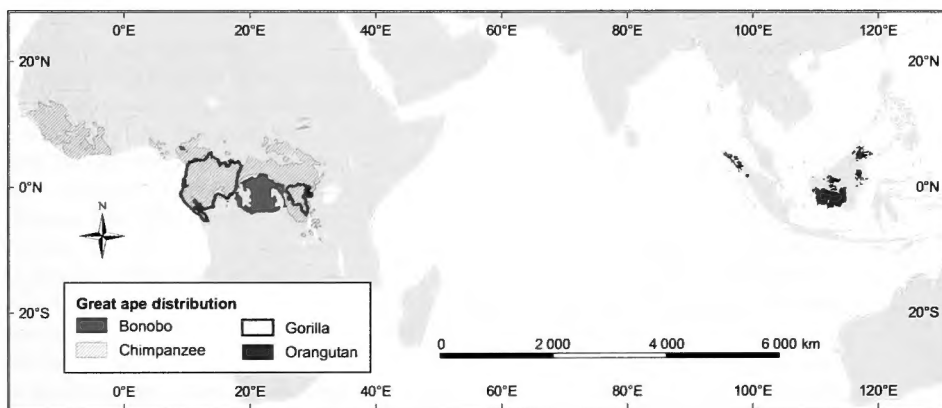 0°E 20°E 40°E 60°E 80°E 100°E 120°E
20°N 20°N
0°N 0°N
N
20°S 20°S
Great ape distribution
Bonobo Gorilla
Chimpanzee Orangutan
0 2 000 4 000 6 000 km
0°E 20°E 40°E 60°E 80°E 100°E 120°E